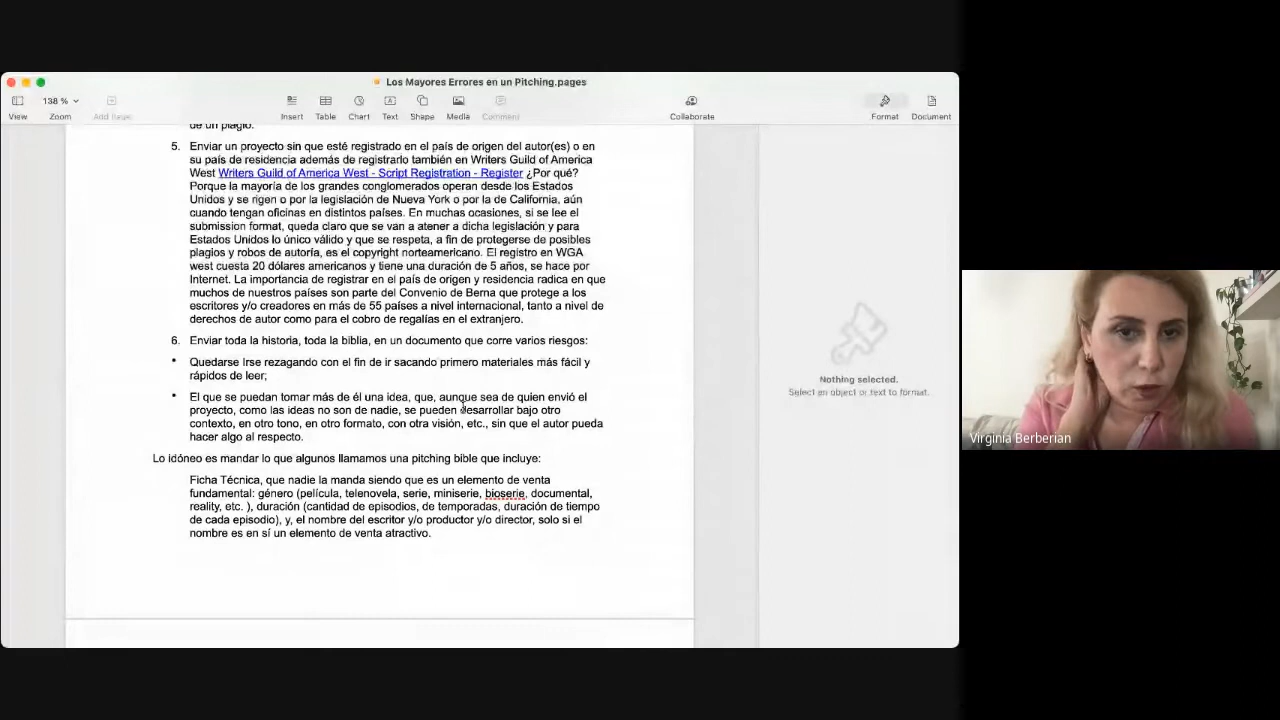 Los Mayores Errores en un Pitching.pages
138 %
View
Zoom
Add Page
Insert
Table
Chart
Text
Shape
Media
Comment
Collaborate
Format
Document
de un plagio.
5. Enviar un proyecto sin que esté registrado en el país de origen del autor(es) o en
su país de residencia además de registrarlo también en Writers Guild of America
West Writers Guild of America West - Script Registration - Register ¿Por qué?
Porque la mayoría de los grandes conglomerados operan desde los Estados
Unidos y se rigen o por la legislación de Nueva York o por la de California, aún
cuando tengan oficinas en distintos países. En muchas ocasiones, si se lee el
submission format, queda claro que se van a atener a dicha legislación y para
Estados Unidos lo único válido y que se respeta, a fin de protegerse de posibles
plagios y robos de autoría, es el copyright norteamericano. El registro en WGA
west cuesta 20 dólares americanos y tiene una duración de 5 años, se hace por
Internet. La importancia de registrar en el país de origen y residencia radica en que
muchos de nuestros países son parte del Convenio de Berna que protege a los
escritores y/o creadores en más de 55 países a nivel internacional, tanto a nivel de
derechos de autor como para el cobro de regalías en el extranjero.
6. Enviar toda la historia, toda la biblia, en un documento que corre varios riesgos:
• Quedarse Irse rezagando con el fin de ir sacando primero materiales más fácil y
rápidos de leer;
• El que se puedan tomar más de él una idea, que, aunque sea de quien envió el
proyecto, como las ideas no son de nadie, se pueden desarrollar bajo otro
contexto, en otro tono, en otro formato, con otra visión, etc., sin que el autor pueda
hacer algo al respecto.
Lo idóneo es mandar lo que algunos llamamos una pitching bible que incluye:
Ficha Técnica, que nadie la manda siendo que es un elemento de venta
fundamental: género (película, telenovela, serie, miniserie, bioserie, documental,
reality, etc. ), duración (cantidad de episodios, de temporadas, duración de tiempo
de cada episodio), y, el nombre del escritor y/o productor y/o director, solo si el
nombre es en sí un elemento de venta atractivo.
Nothing selected.
Select an object or text to format.
Virginia Berberian